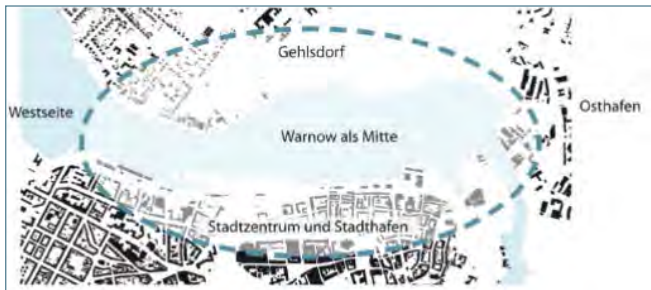 Gehlsdorf
Westseite
Osthafen
Warnow als Mitte
Stadtzentrum und Stadthafen